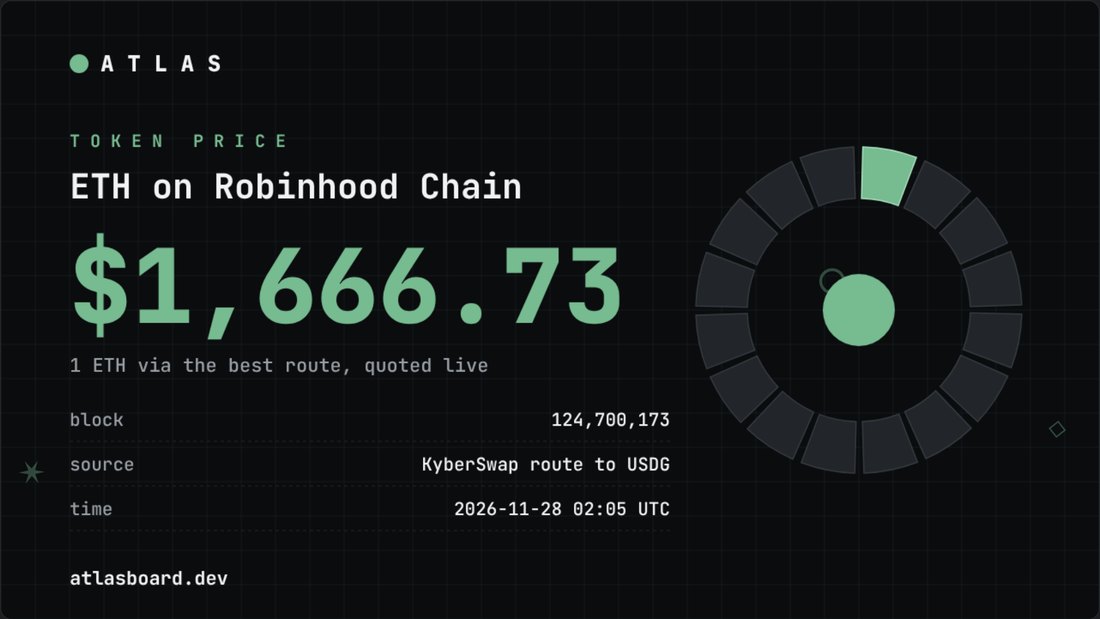 ATLAS
TOKEN PRICE
ETH on Robinhood Chain
$1,666.73
1 ETH via the best route, quoted live
block 124,700,173
source KyberSwap route to USDG
time 2026-11-28 02:05 UTC
atlasboard.dev